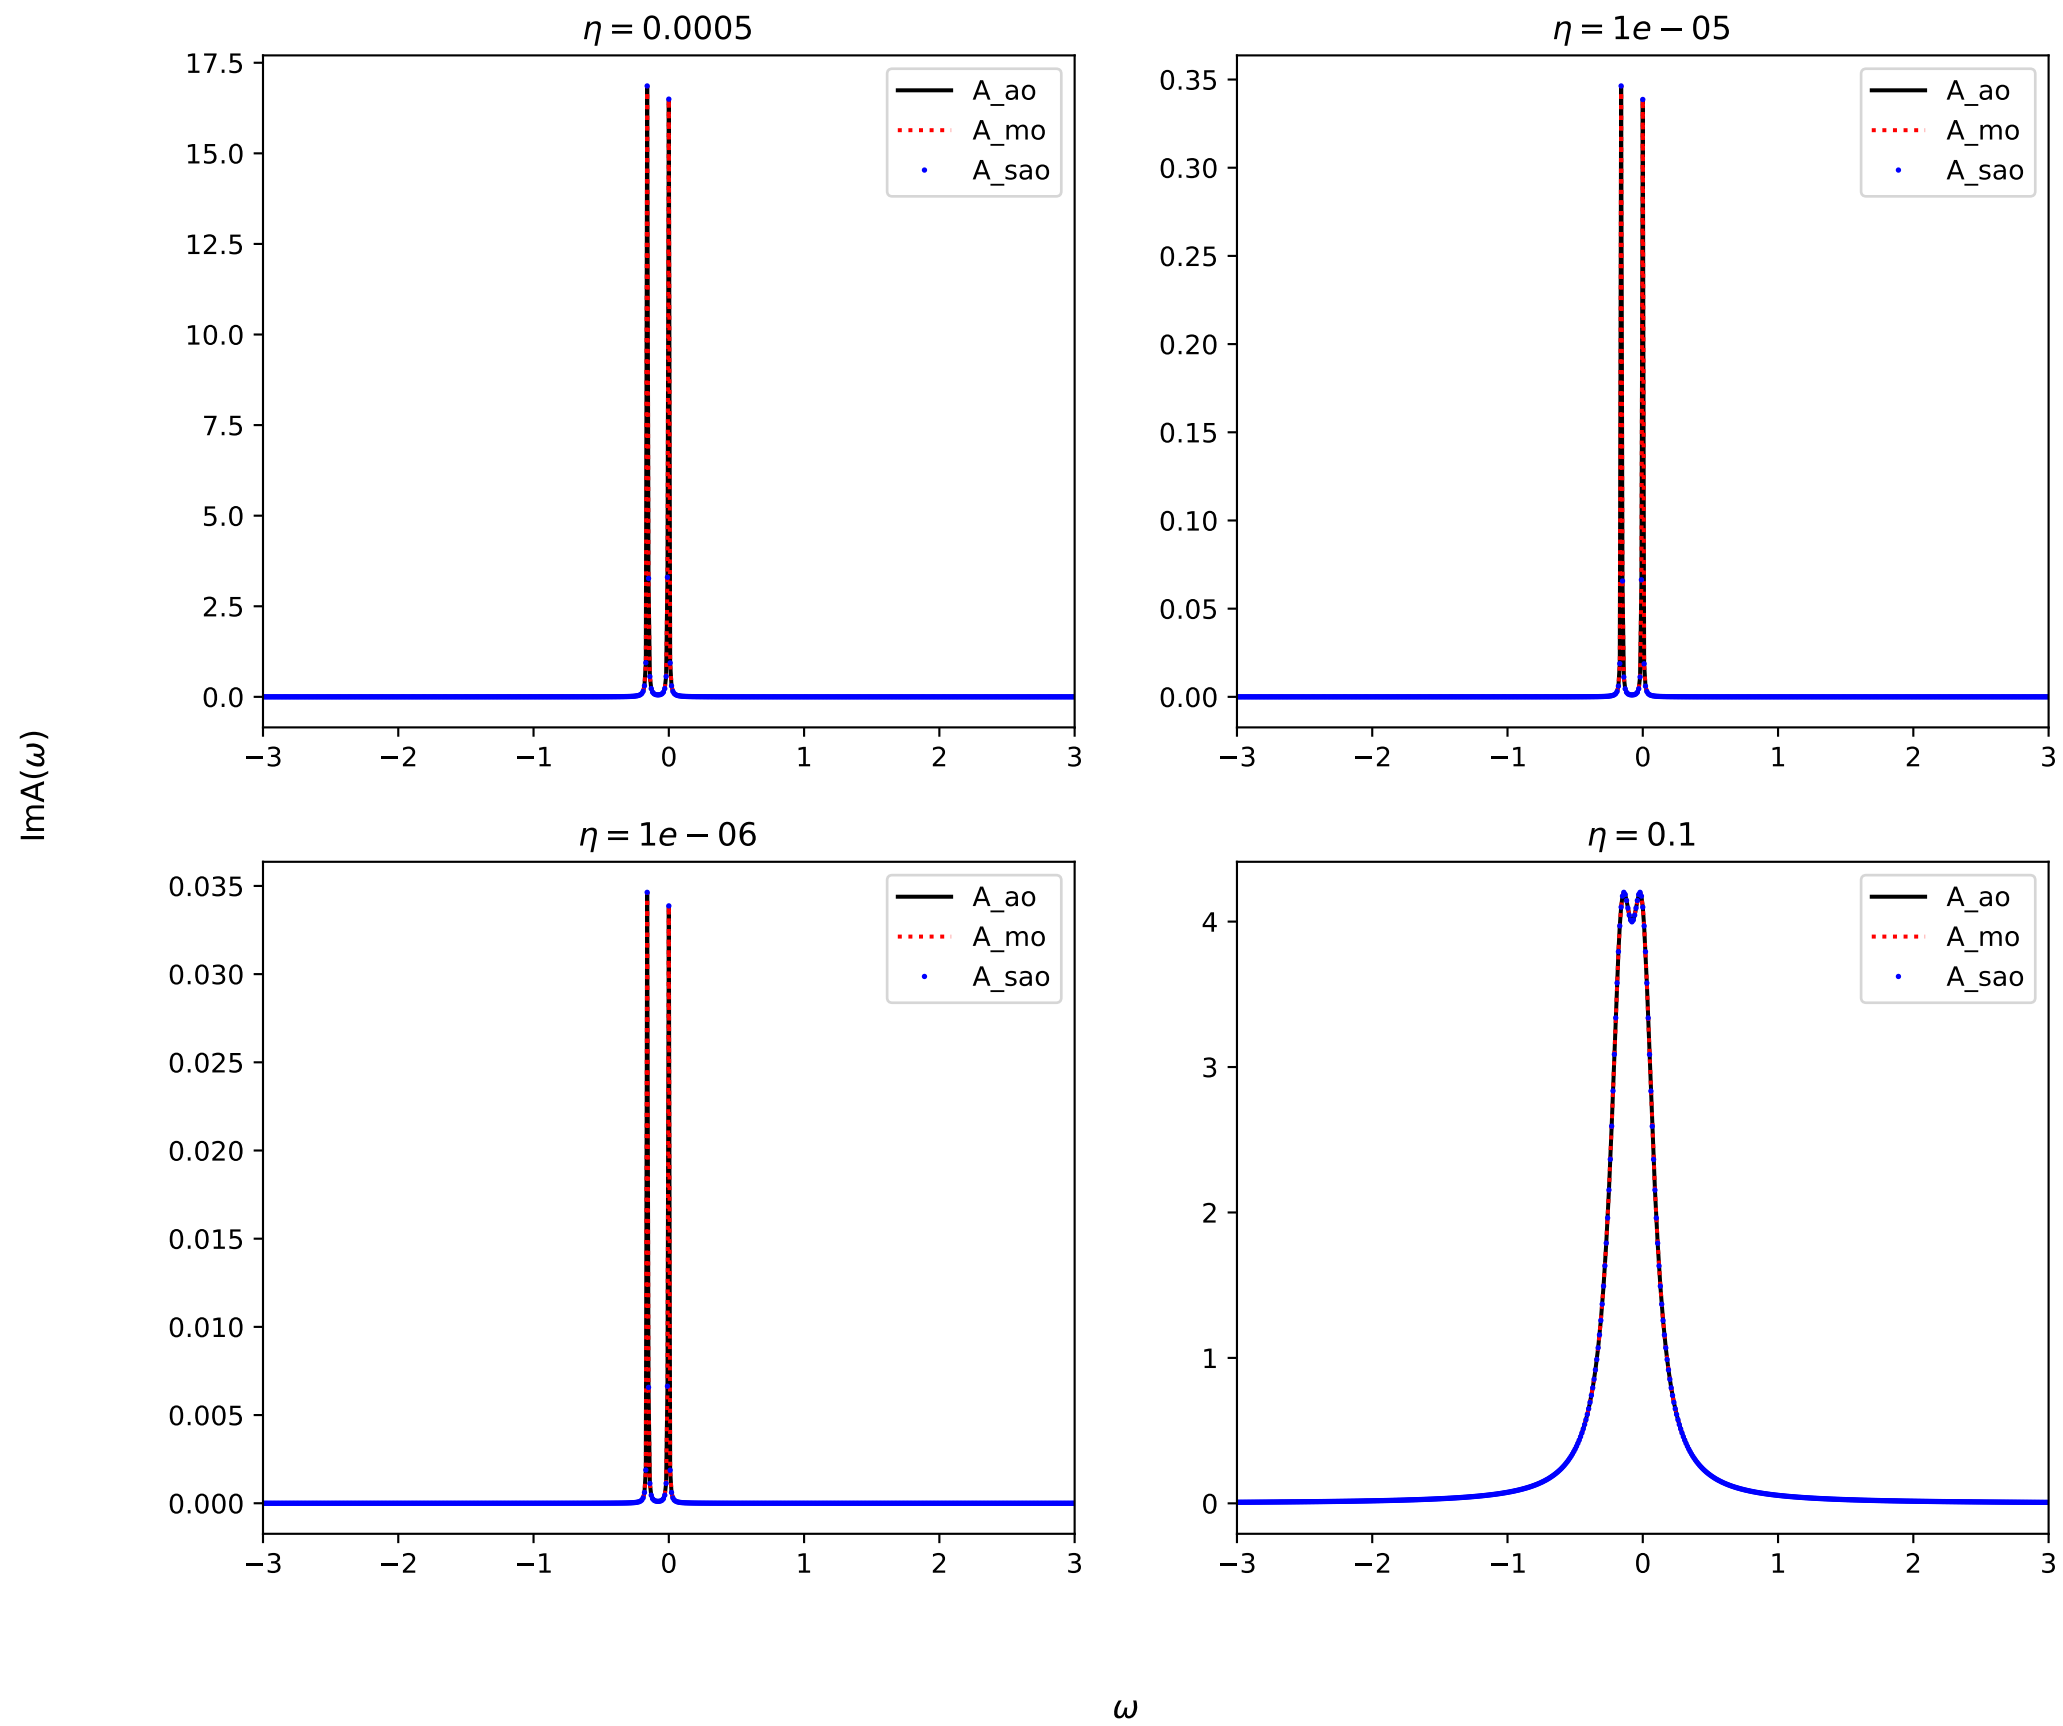 η = 0.0005
17.5
15.0
12.5
10.0
7.5
5.0
2.5
0.0
−3 −2 −1 0 1 2 3
A_ao
A_mo
A_sao
η = 1e − 05
0.35
0.30
0.25
0.20
0.15
0.10
0.05
0.00
−3 −2 −1 0 1 2 3
A_ao
A_mo
A_sao
ImA(ω)
η = 1e − 06
0.035
0.030
0.025
0.020
0.015
0.010
0.005
0.000
−3 −2 −1 0 1 2 3
A_ao
A_mo
A_sao
η = 0.1
4
3
2
1
0
−3 −2 −1 0 1 2 3
A_ao
A_mo
A_sao
ω